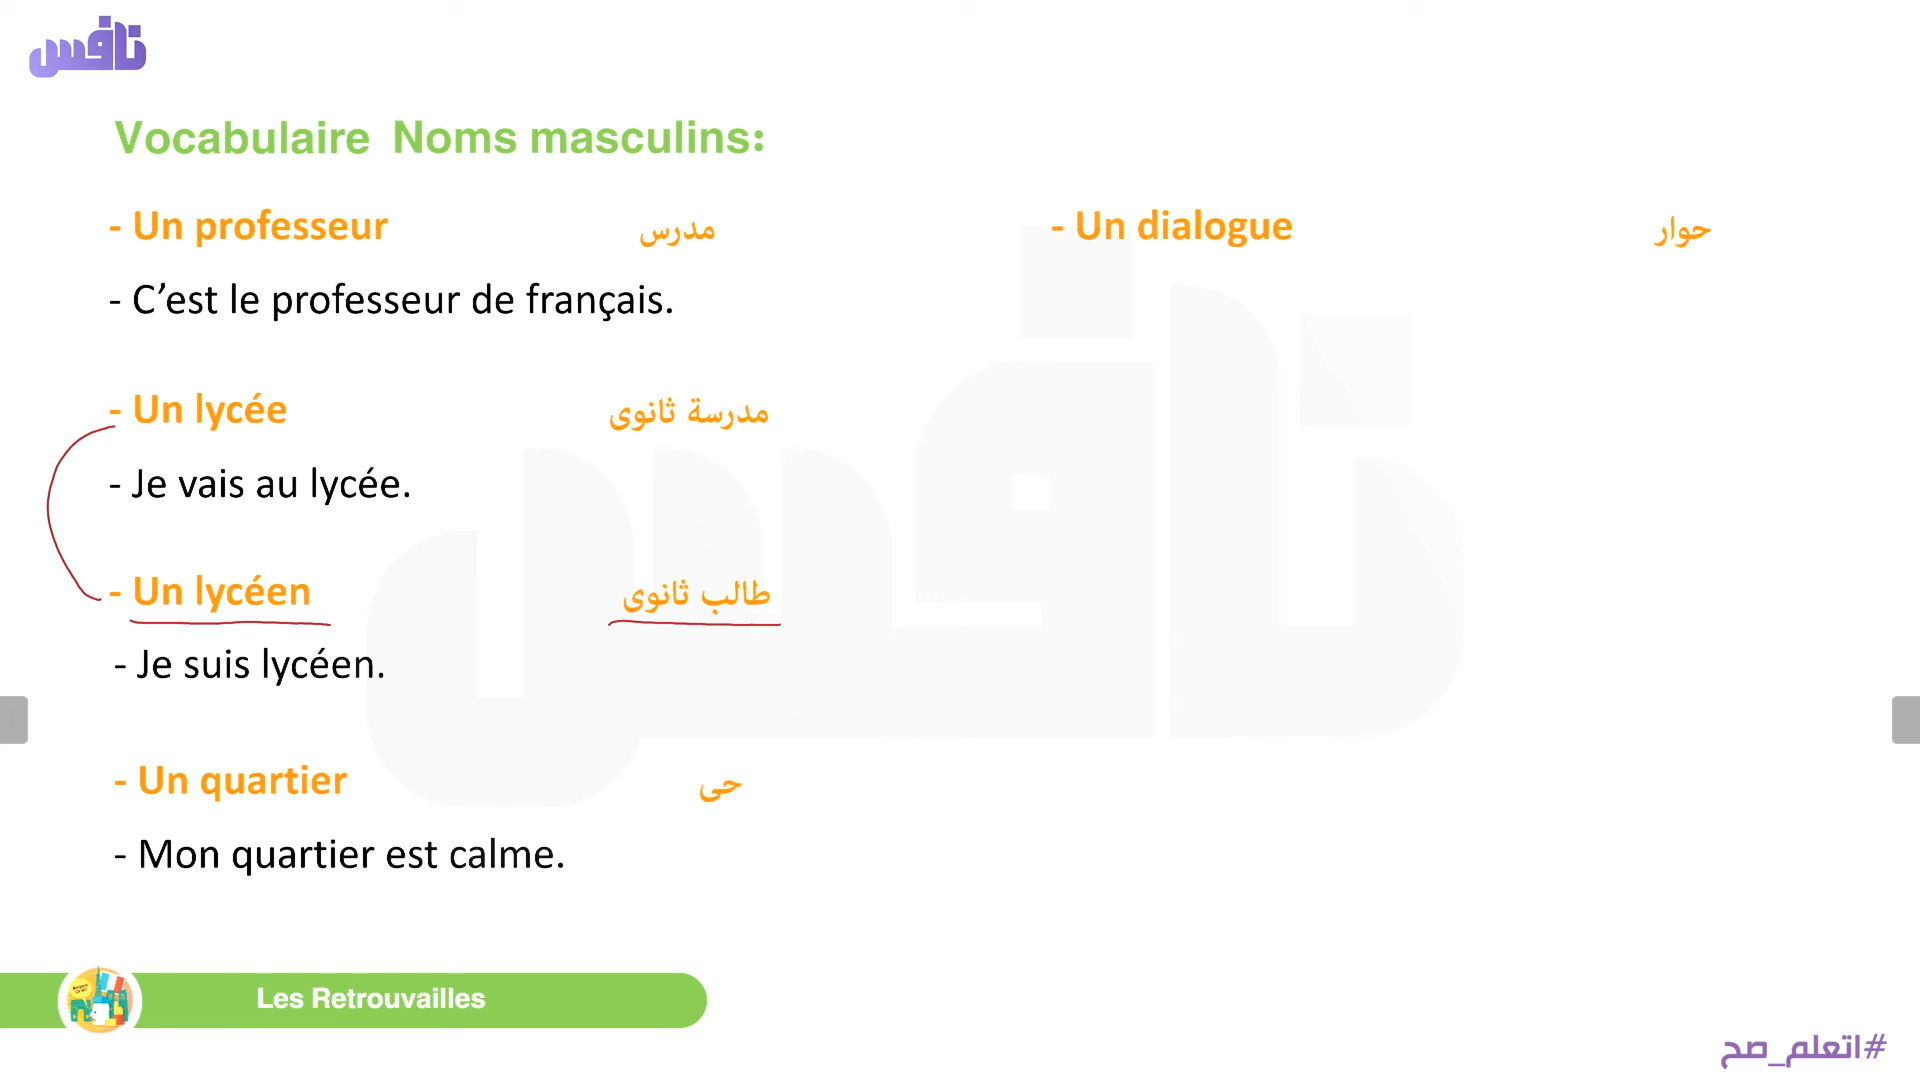 نافس
Vocabulaire Noms masculins:
- Un professeur مدرس
- C’est le professeur de français.
- Un lycée مدرسة ثانوى
- Je vais au lycée.
- Un lycéen طالب ثانوى
- Je suis lycéen.
- Un quartier حى
- Mon quartier est calme.
- Un dialogue حوار
Les Retrouvailles
#اتعلم_صح